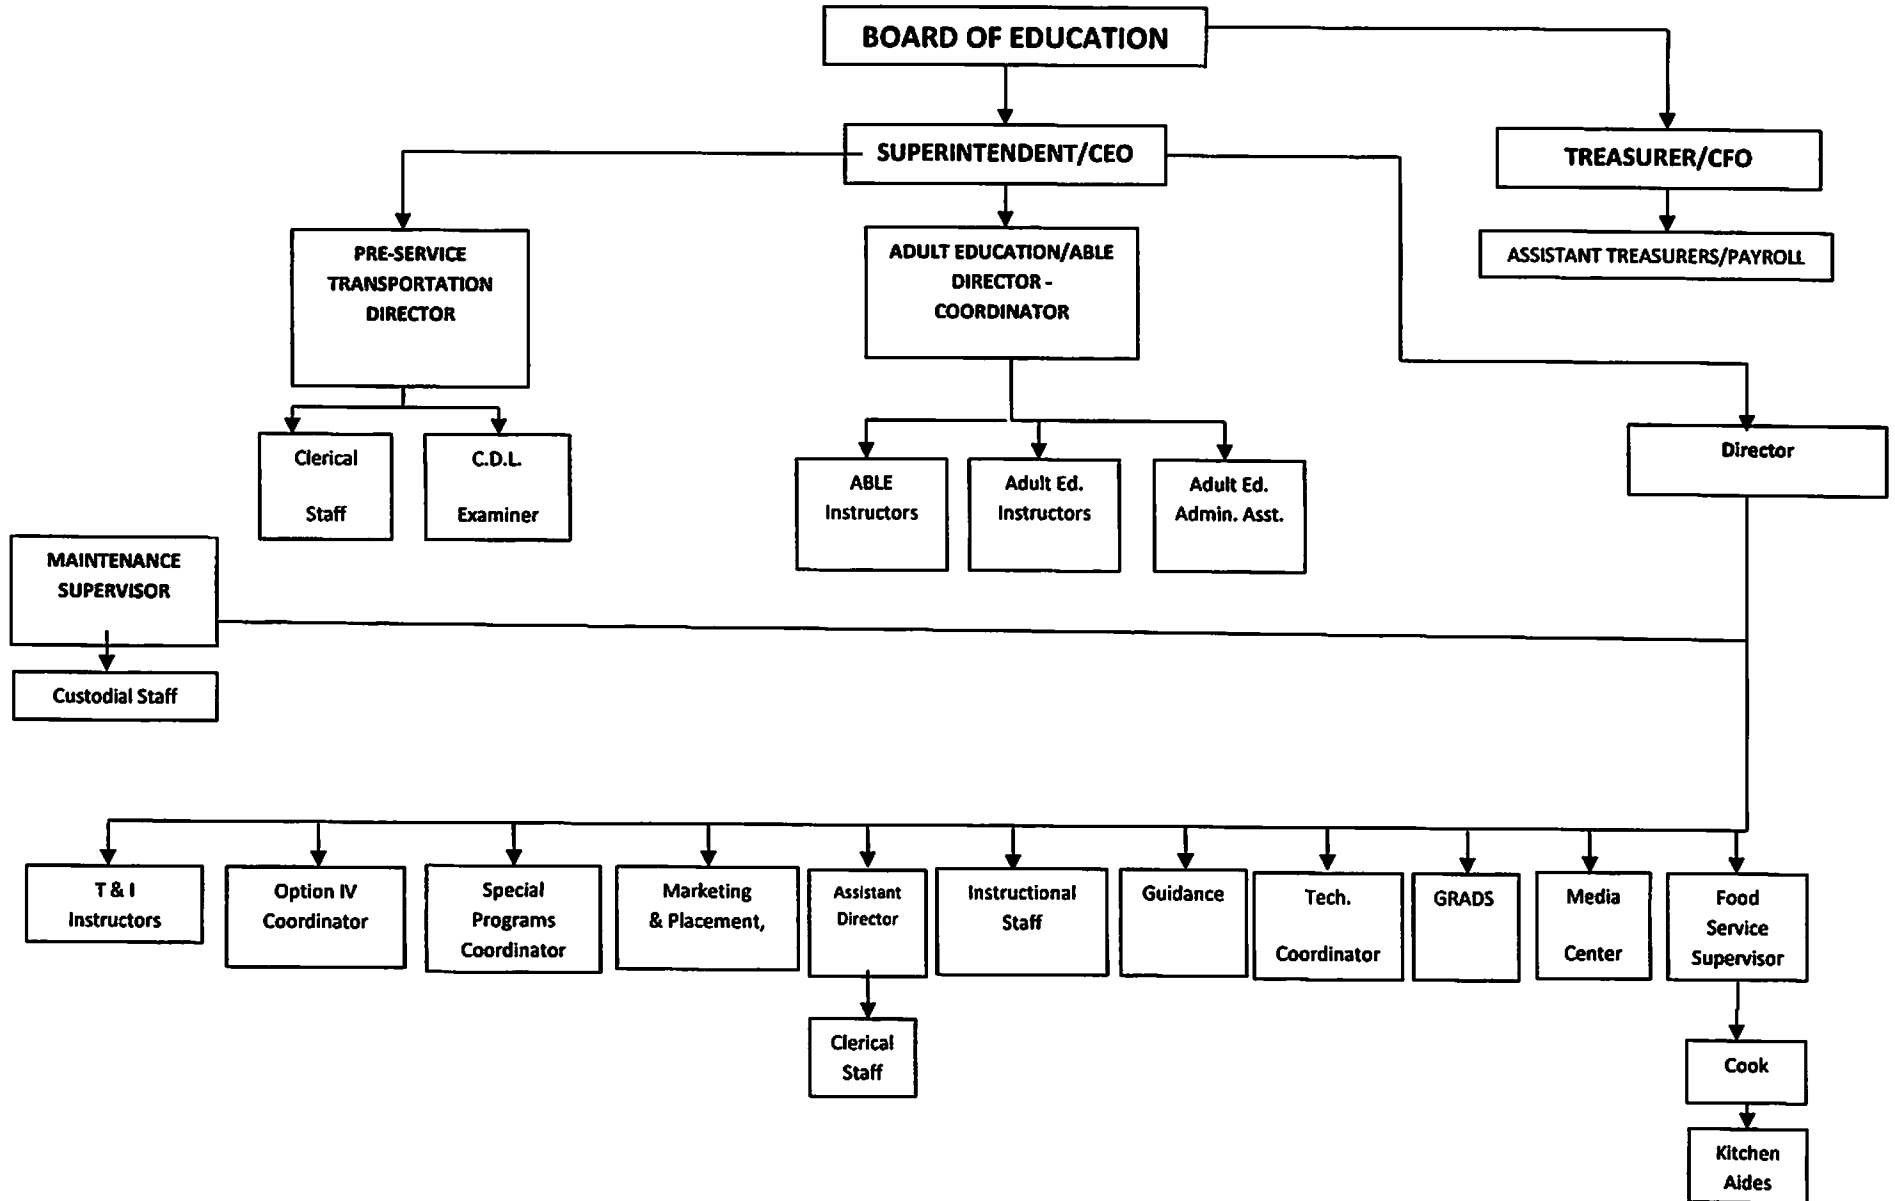 BOARD OF EDUCATION
SUPERINTENDENT/CEO
TREASURER/CFO
PRE-SERVICE
TRANSPORTATION
DIRECTOR
ADULT EDUCATION/ABLE
DIRECTOR -
COORDINATOR
ASSISTANT TREASURERS/PAYROLL
Clerical
Staff
C.D.L.
Examiner
ABLE
Instructors
Adult Ed.
Instructors
Adult Ed.
Admin. Asst.
Director
MAINTENANCE
SUPERVISOR
Custodial Staff
T & I
Instructors
Option IV
Coordinator
Special
Programs
Coordinator
Marketing
& Placement,
Assistant
Director
Instructional
Staff
Guidance
Tech.
Coordinator
GRADS
Media
Center
Food
Service
Supervisor
Clerical
Staff
Cook
Kitchen
Aides